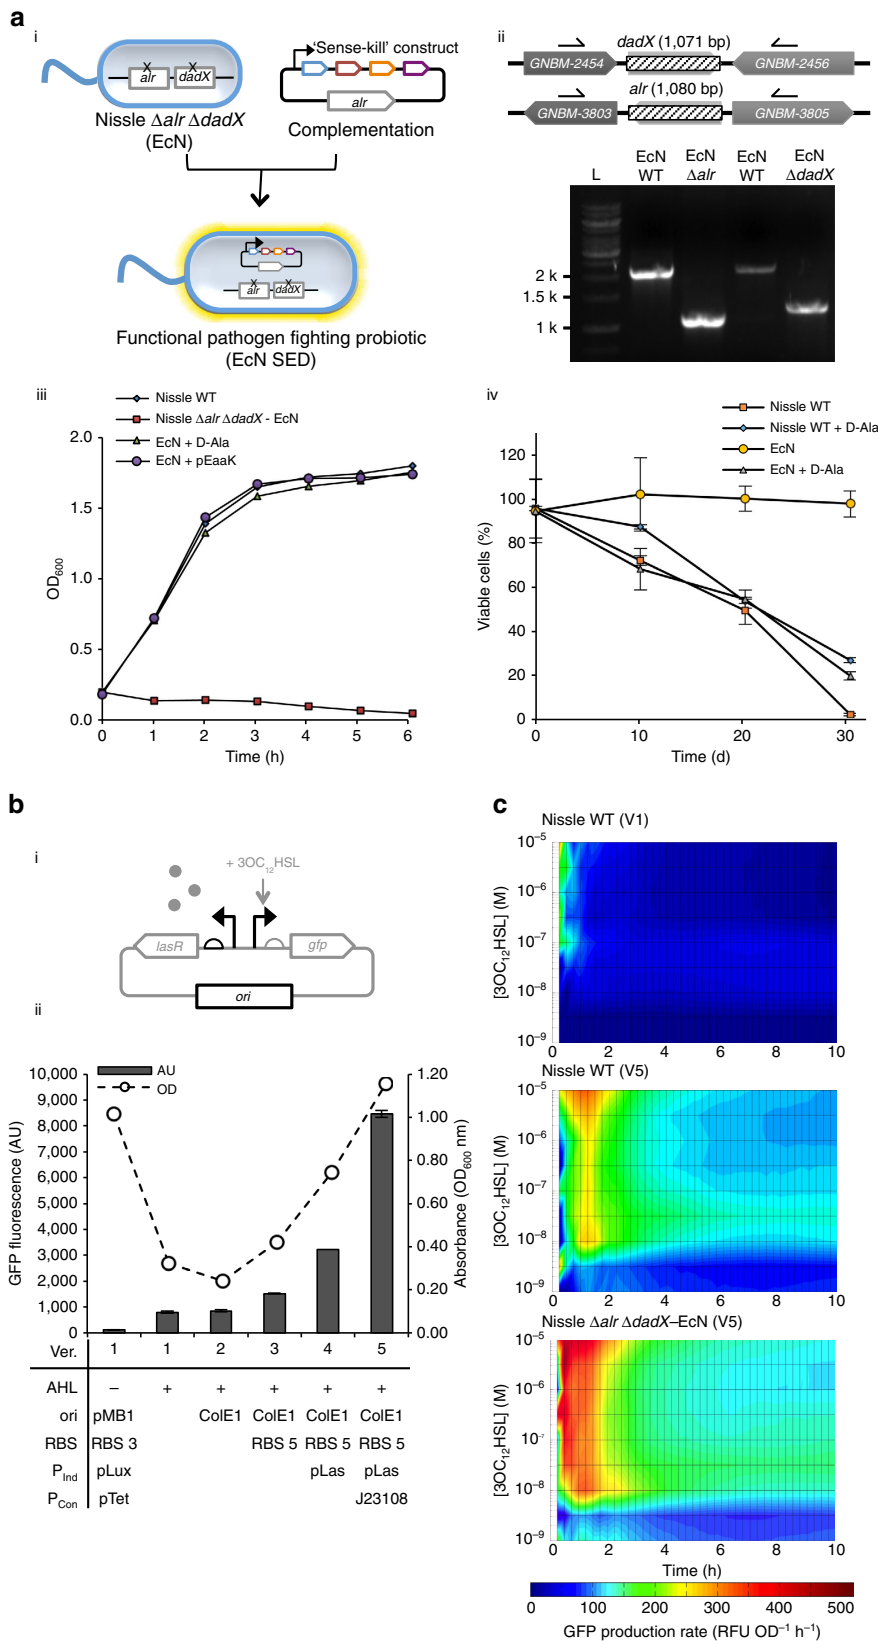 a
i
alr
dadX
Nissle Δalr ΔdadX
(EcN)
'Sense-kill' construct
alr
Complementation
alr
dadX
Functional pathogen fighting probiotic
(EcN SED)
ii
dadX (1,071 bp)
GNBM-2454
GNBM-2456
alr (1,080 bp)
GNBM-3803
GNBM-3805
L
EcN WT
EcN Δalr
EcN WT
EcN ΔdadX
2 k
1.5 k
1 k
iii
Nissle WT
Nissle Δalr ΔdadX - EcN
EcN + D-Ala
EcN + pEaaK
2.0
1.5
1.0
0.5
0.0
OD600
0 1 2 3 4 5 6
Time (h)
iv
Nissle WT
Nissle WT + D-Ala
EcN
EcN + D-Ala
120
100
80
60
40
20
0
Viable cells (%)
0 10 20 30
Time (d)
b
i
+ 3OC12HSL
lasR
gfp
ori
ii
AU
OD
10,000
9,000
8,000
7,000
6,000
5,000
4,000
3,000
2,000
1,000
0
GFP fluorescence (AU)
1.20
1.00
0.80
0.60
0.40
0.20
0.00
Absorbance (OD600 nm)
Ver. 1 1 2 3 4 5
AHL – + + + + +
ori pMB1 ColE1 ColE1 ColE1 ColE1
RBS RBS 3 RBS 5 RBS 5 RBS 5
PInd pLux pLas pLas
PCon pTet J23108
c
Nissle WT (V1)
10−5
10−6
10−7
10−8
10−9
[3OC12HSL] (M)
0 2 4 6 8 10
Nissle WT (V5)
10−5
10−6
10−7
10−8
10−9
[3OC12HSL] (M)
0 2 4 6 8 10
Nissle Δalr ΔdadX–EcN (V5)
10−5
10−6
10−7
10−8
10−9
[3OC12HSL] (M)
0 2 4 6 8 10
Time (h)
0 100 200 300 400 500
GFP production rate (RFU OD−1 h−1)